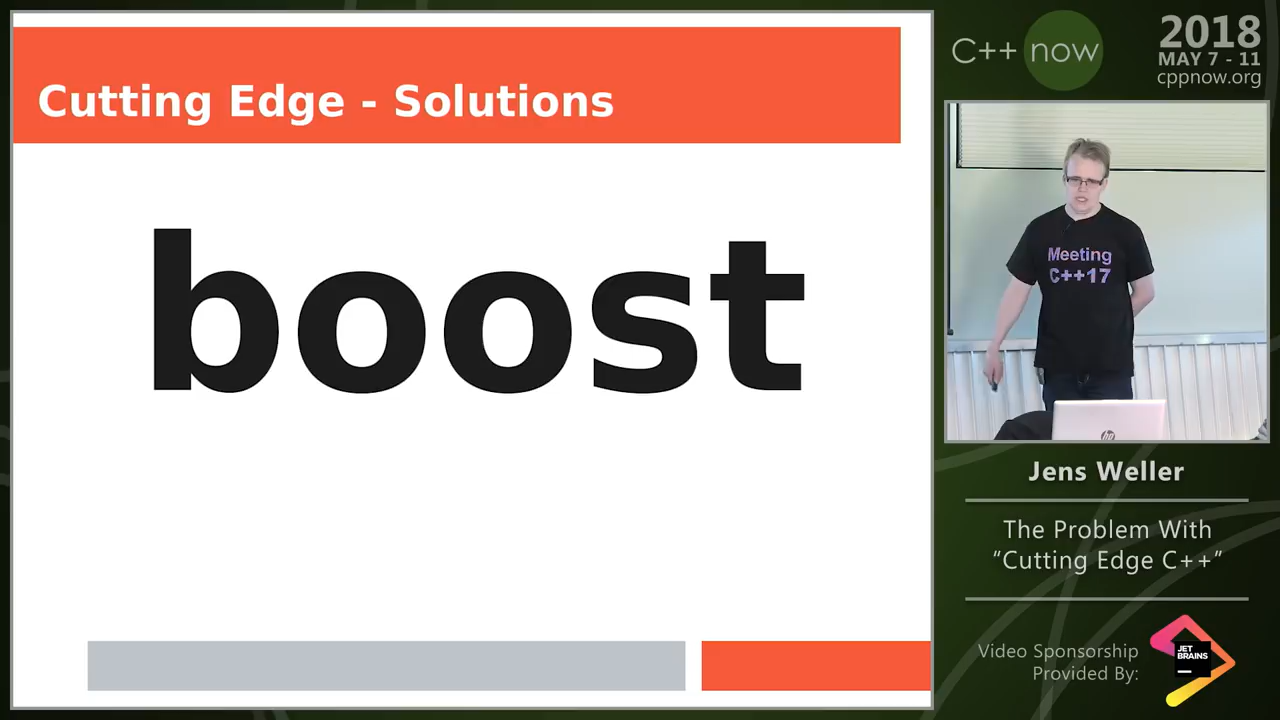 Cutting Edge - Solutions
boost
C++ now
2018
MAY 7 - 11
cppnow.org
Meeting
C++17
hp
Jens Weller
The Problem With
“Cutting Edge C++”
Video Sponsorship
Provided By:
JET
BRAINS